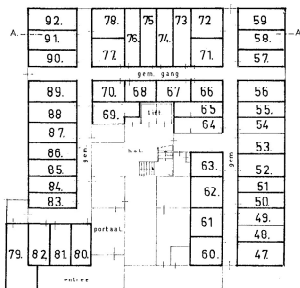 92. 78. 75 73 72 59
A. 91. 76. 74. 58. A.
90. 77. 71. 57.
gem. gang
89. 70. 68 67 66 56
69. lift 65 55.
88 64 54
87. 53.
86. hal. 63. 52.
85. gem. gem. 51
84. 62. 50.
83. 61 49.
portaal. 48.
79. 82. 81. 80. 60. 47.
entree